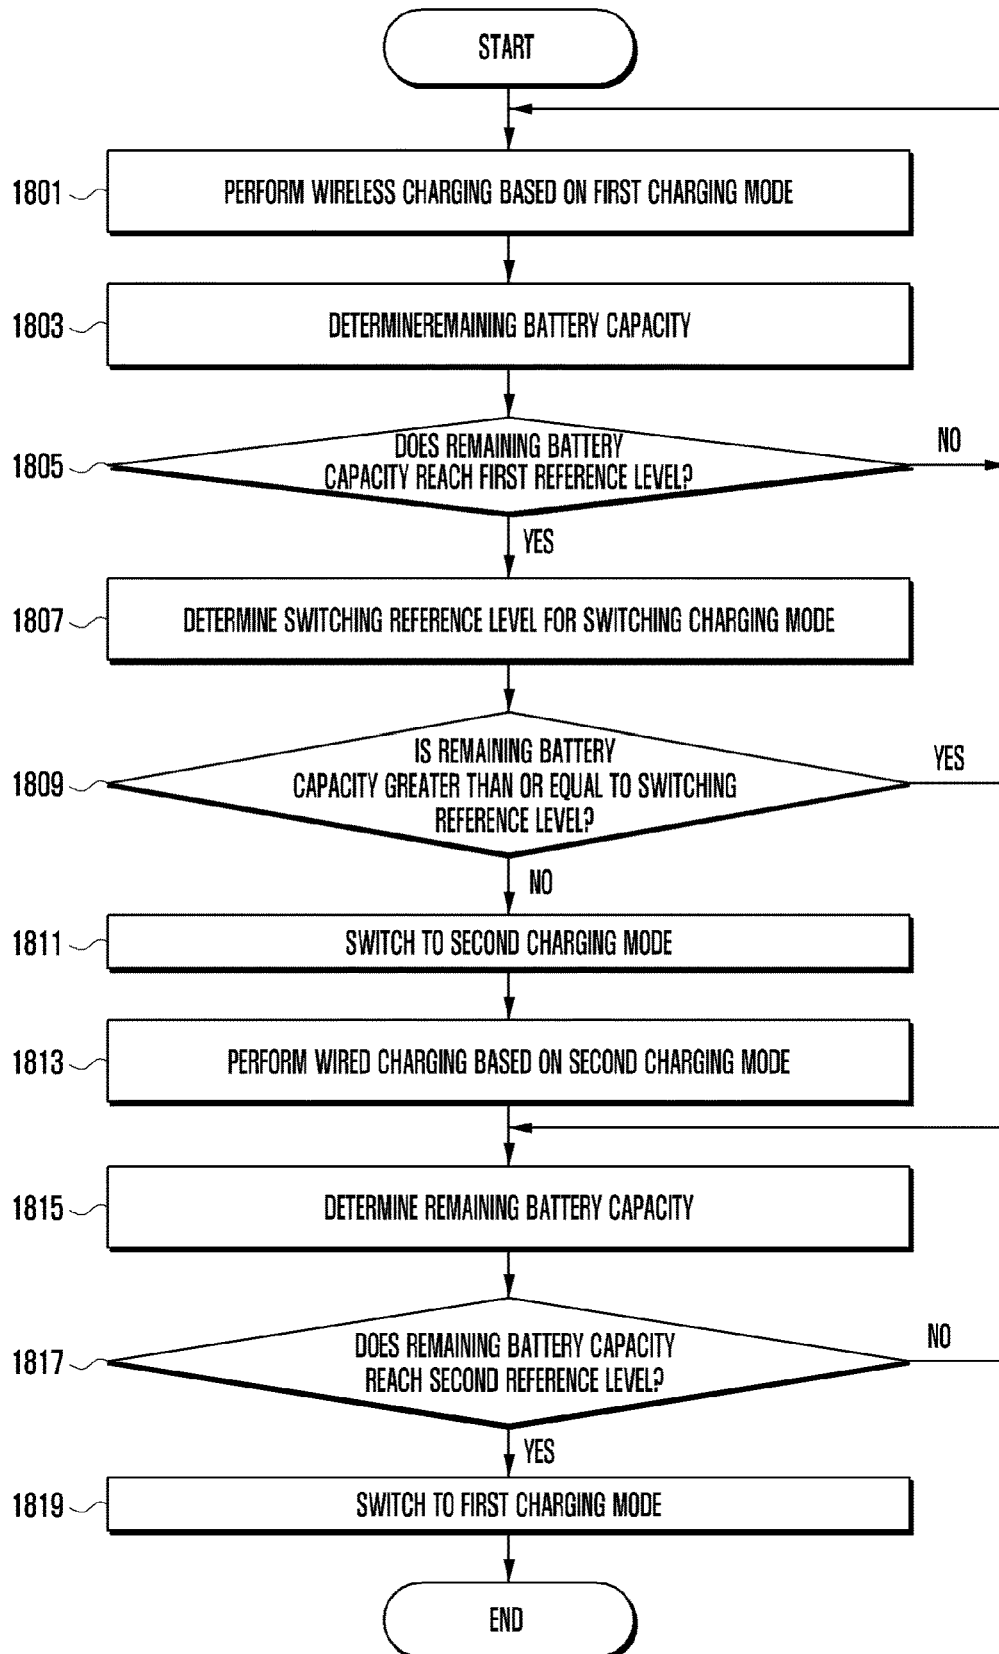 START
1801
PERFORM WIRELESS CHARGING BASED ON FIRST CHARGING MODE
1803
DETERMINEREMAINING BATTERY CAPACITY
1805
DOES REMAINING BATTERY
CAPACITY REACH FIRST REFERENCE LEVEL?
NO
YES
1807
DETERMINE SWITCHING REFERENCE LEVEL FOR SWITCHING CHARGING MODE
1809
IS REMAINING BATTERY
CAPACITY GREATER THAN OR EQUAL TO SWITCHING
REFERENCE LEVEL?
YES
NO
1811
SWITCH TO SECOND CHARGING MODE
1813
PERFORM WIRED CHARGING BASED ON SECOND CHARGING MODE
1815
DETERMINE REMAINING BATTERY CAPACITY
1817
DOES REMAINING BATTERY CAPACITY
REACH SECOND REFERENCE LEVEL?
NO
YES
1819
SWITCH TO FIRST CHARGING MODE
END